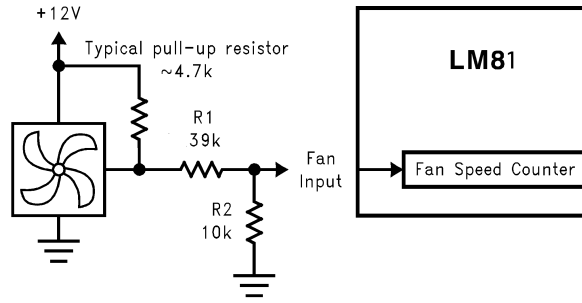 +12V
Typical pull-up resistor
~4.7k
LM81
R1
39k
Fan
Input
Fan Speed Counter
R2
10k